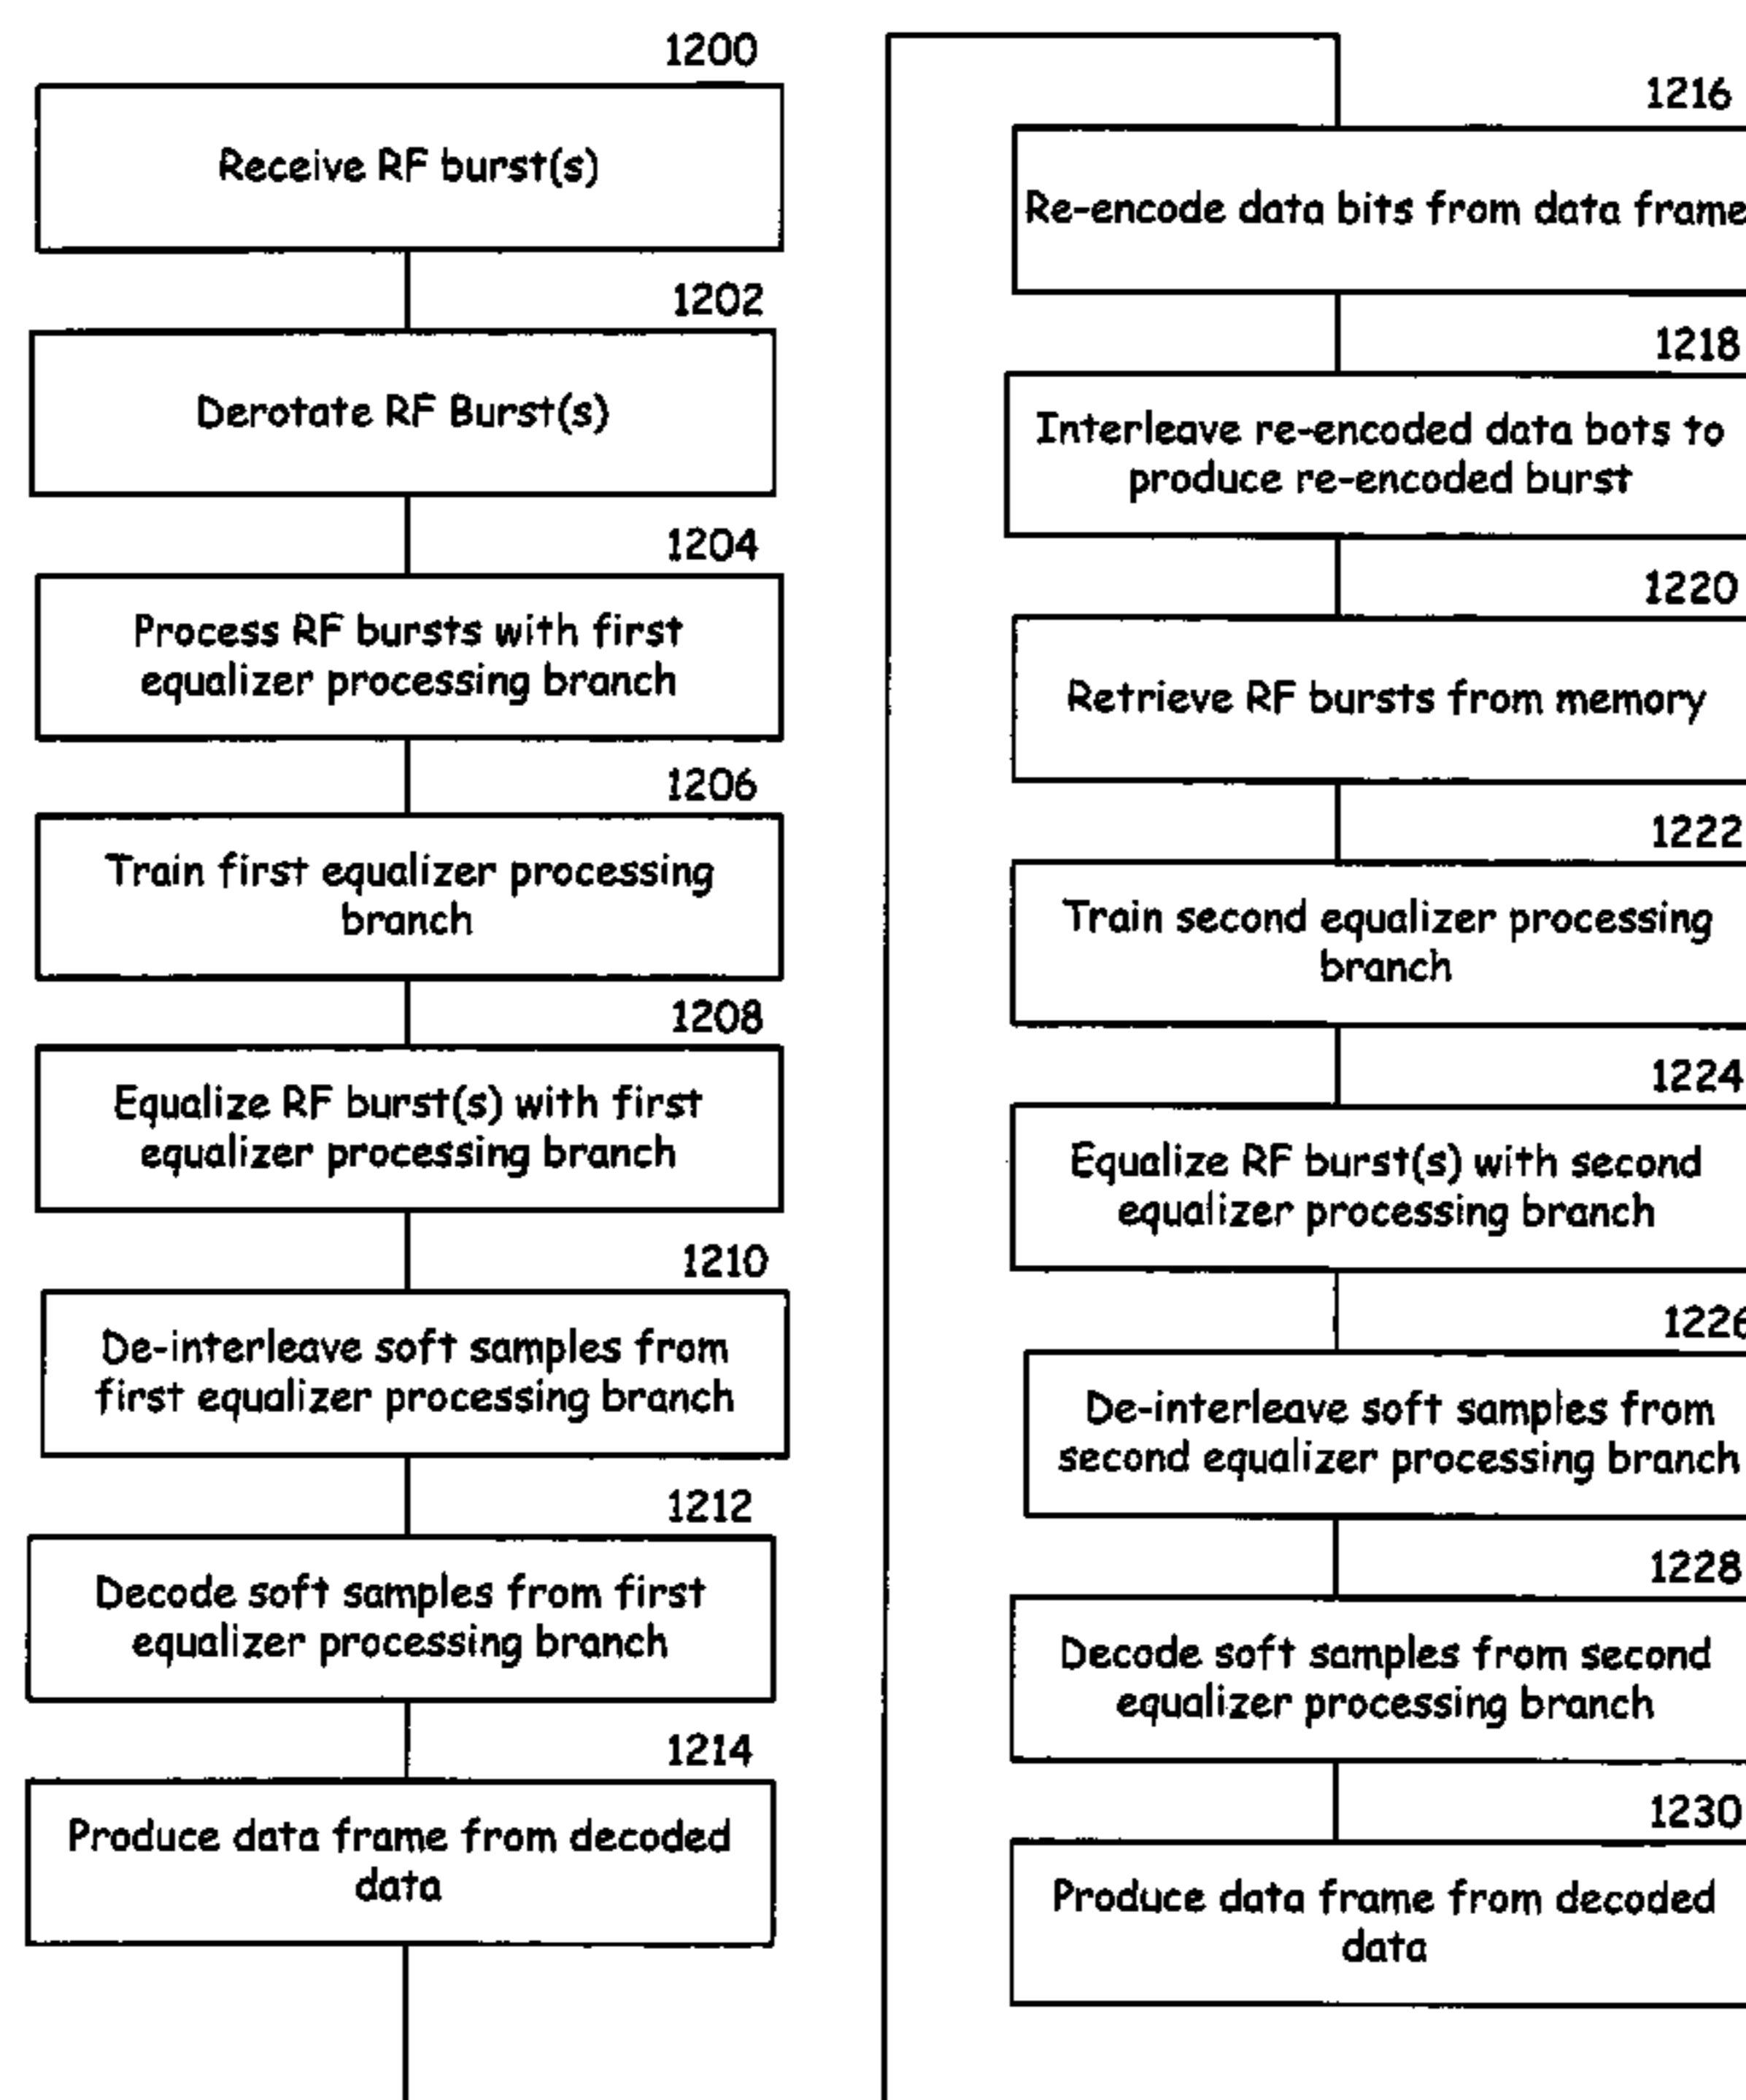 1200
Receive RF burst(s)
1202
Derotate RF Burst(s)
1204
Process RF bursts with first
equalizer processing branch
1206
Train first equalizer processing
branch
1208
Equalize RF burst(s) with first
equalizer processing branch
1210
De-interleave soft samples from
first equalizer processing branch
1212
Decode soft samples from first
equalizer processing branch
1214
Produce data frame from decoded
data
1216
Re-encode data bits from data frame
1218
Interleave re-encoded data bots to
produce re-encoded burst
1220
Retrieve RF bursts from memory
1222
Train second equalizer processing
branch
1224
Equalize RF burst(s) with second
equalizer processing branch
1226
De-interleave soft samples from
second equalizer processing branch
1228
Decode soft samples from second
equalizer processing branch
1230
Produce data frame from decoded
data